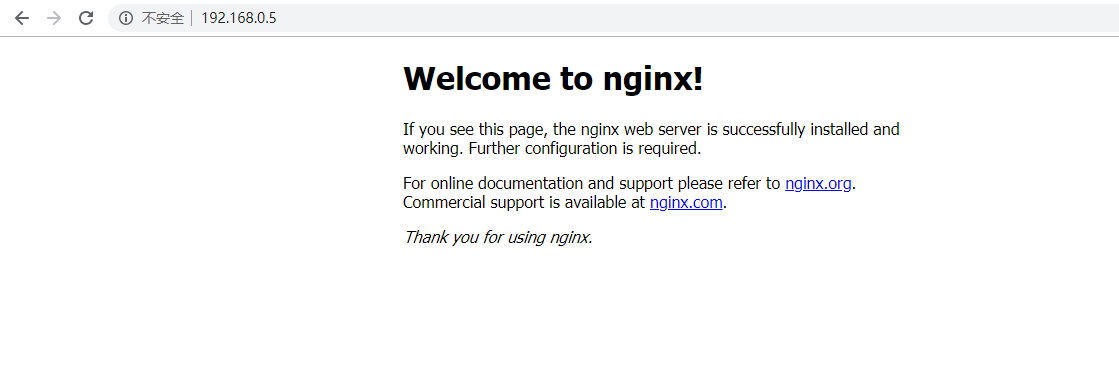 不安全 192.168.0.5
Welcome to nginx!
If you see this page, the nginx web server is successfully installed and
working. Further configuration is required.
For online documentation and support please refer to nginx.org.
Commercial support is available at nginx.com.
Thank you for using nginx.